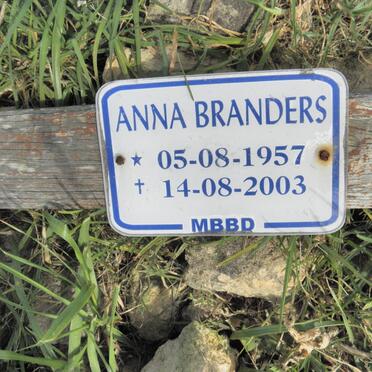 ANNA BRANDERS
★ 05-08-1957
✝ 14-08-2003
MBBD